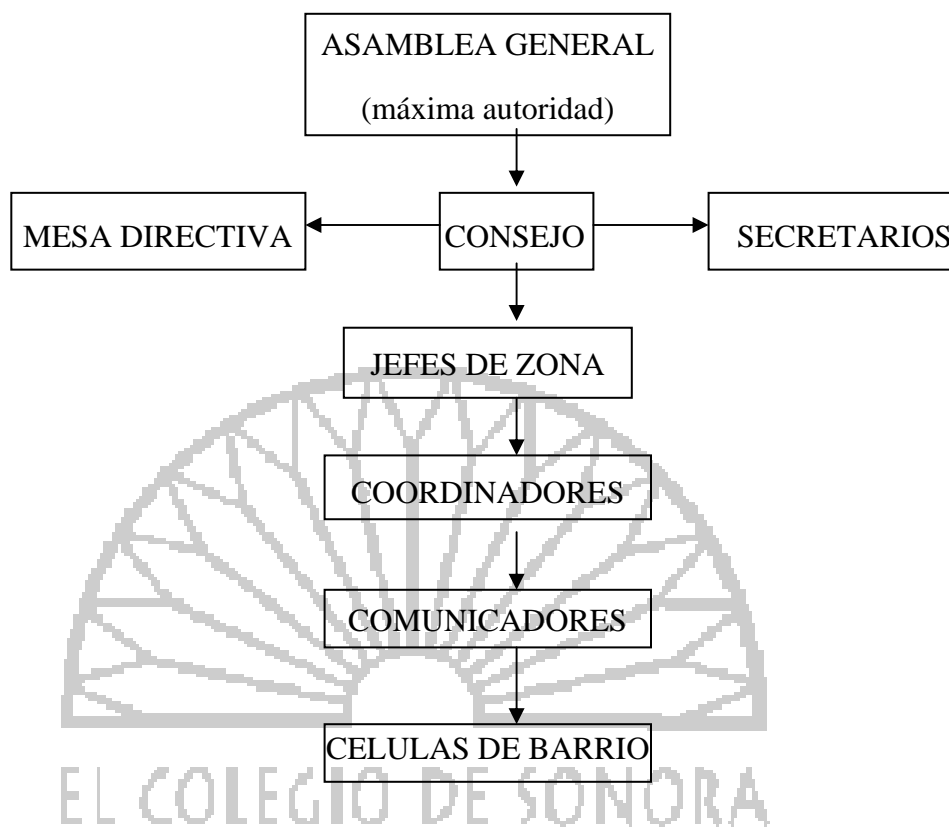 ASAMBLEA GENERAL
(máxima autoridad)
MESA DIRECTIVA
CONSEJO
SECRETARIOS
JEFES DE ZONA
COORDINADORES
COMUNICADORES
CELULAS DE BARRIO
EL COLEGIO DE SONORA